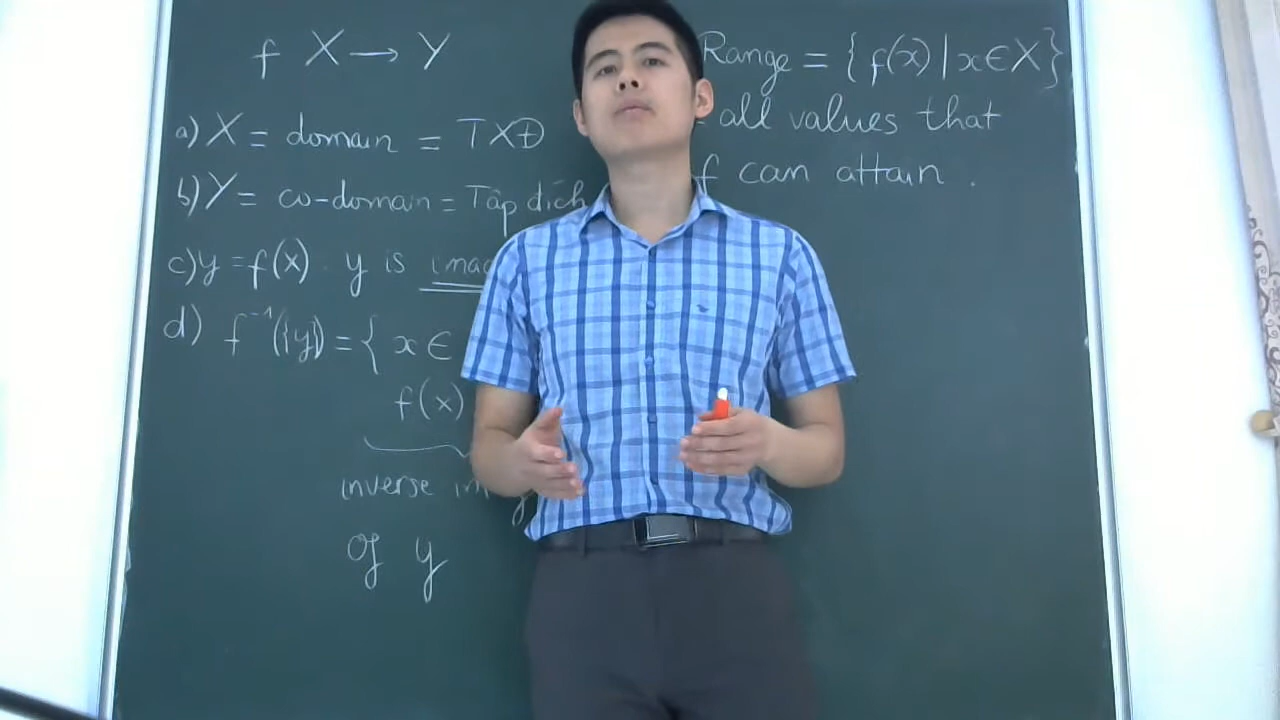 f X → Y
a) X = domain = TXĐ
b) Y = co-domain = Tập đích
c) y = f(x) . y is
d) f⁻¹({y}) = { x ∈
f(x)
inverse
of y
Range = { f(x) | x ∈ X }
all values that
f can attain .